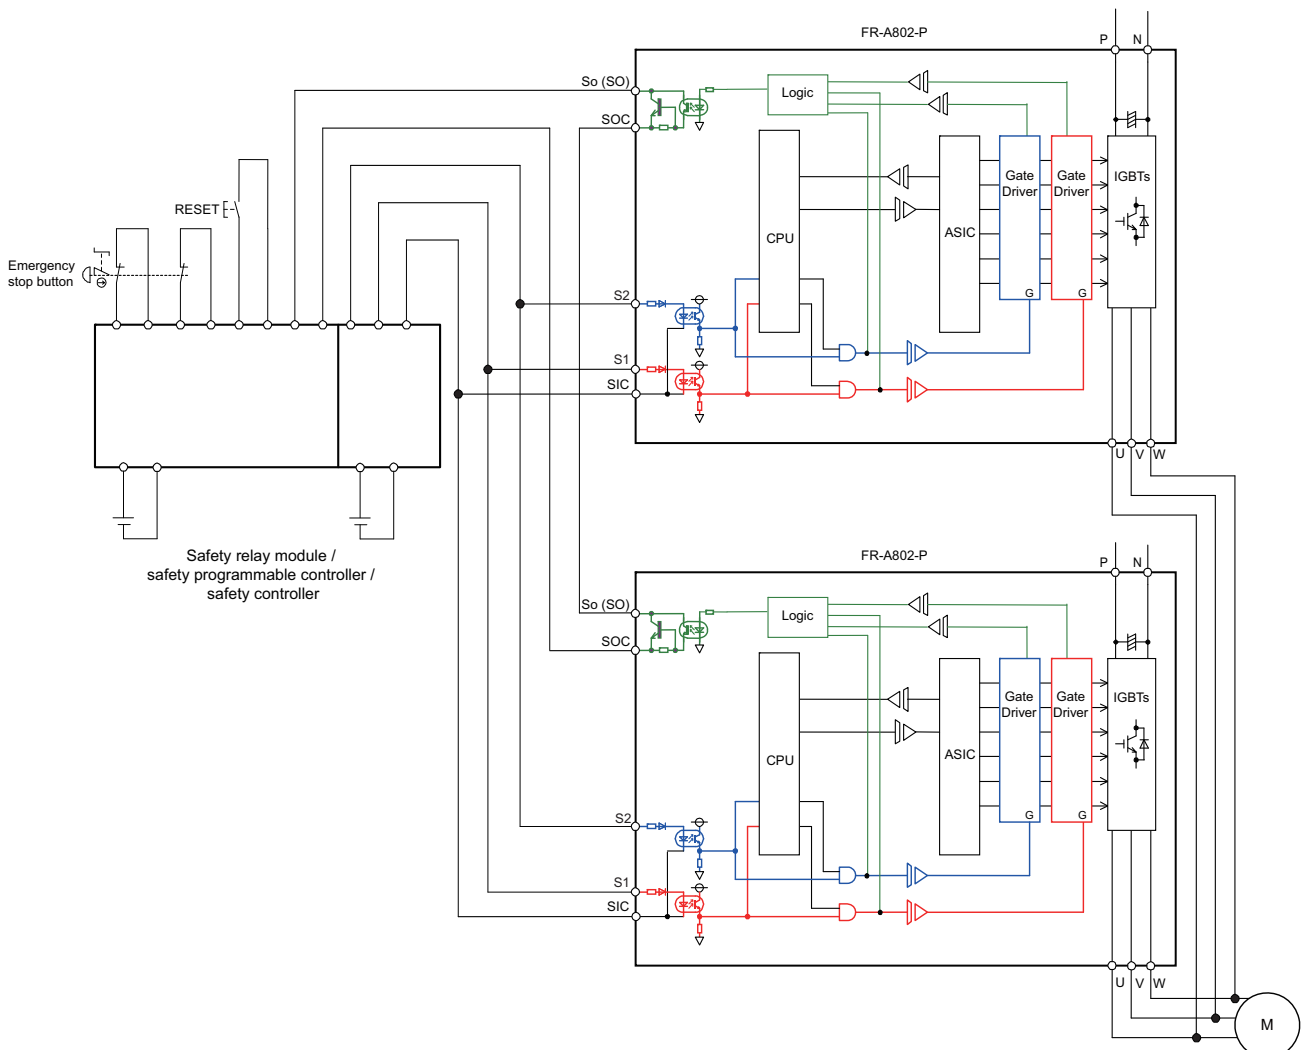 FR-A802-P
P N
So (SO)
Logic
SOC
Gate
Driver
Gate
Driver
IGBTs
RESET
CPU
ASIC
Emergency
stop button
S2
G
G
S1
SIC
U V W
Safety relay module /
safety programmable controller /
safety controller
FR-A802-P
P N
So (SO)
Logic
SOC
Gate
Driver
Gate
Driver
IGBTs
CPU
ASIC
S2
G
G
S1
SIC
U V W
M